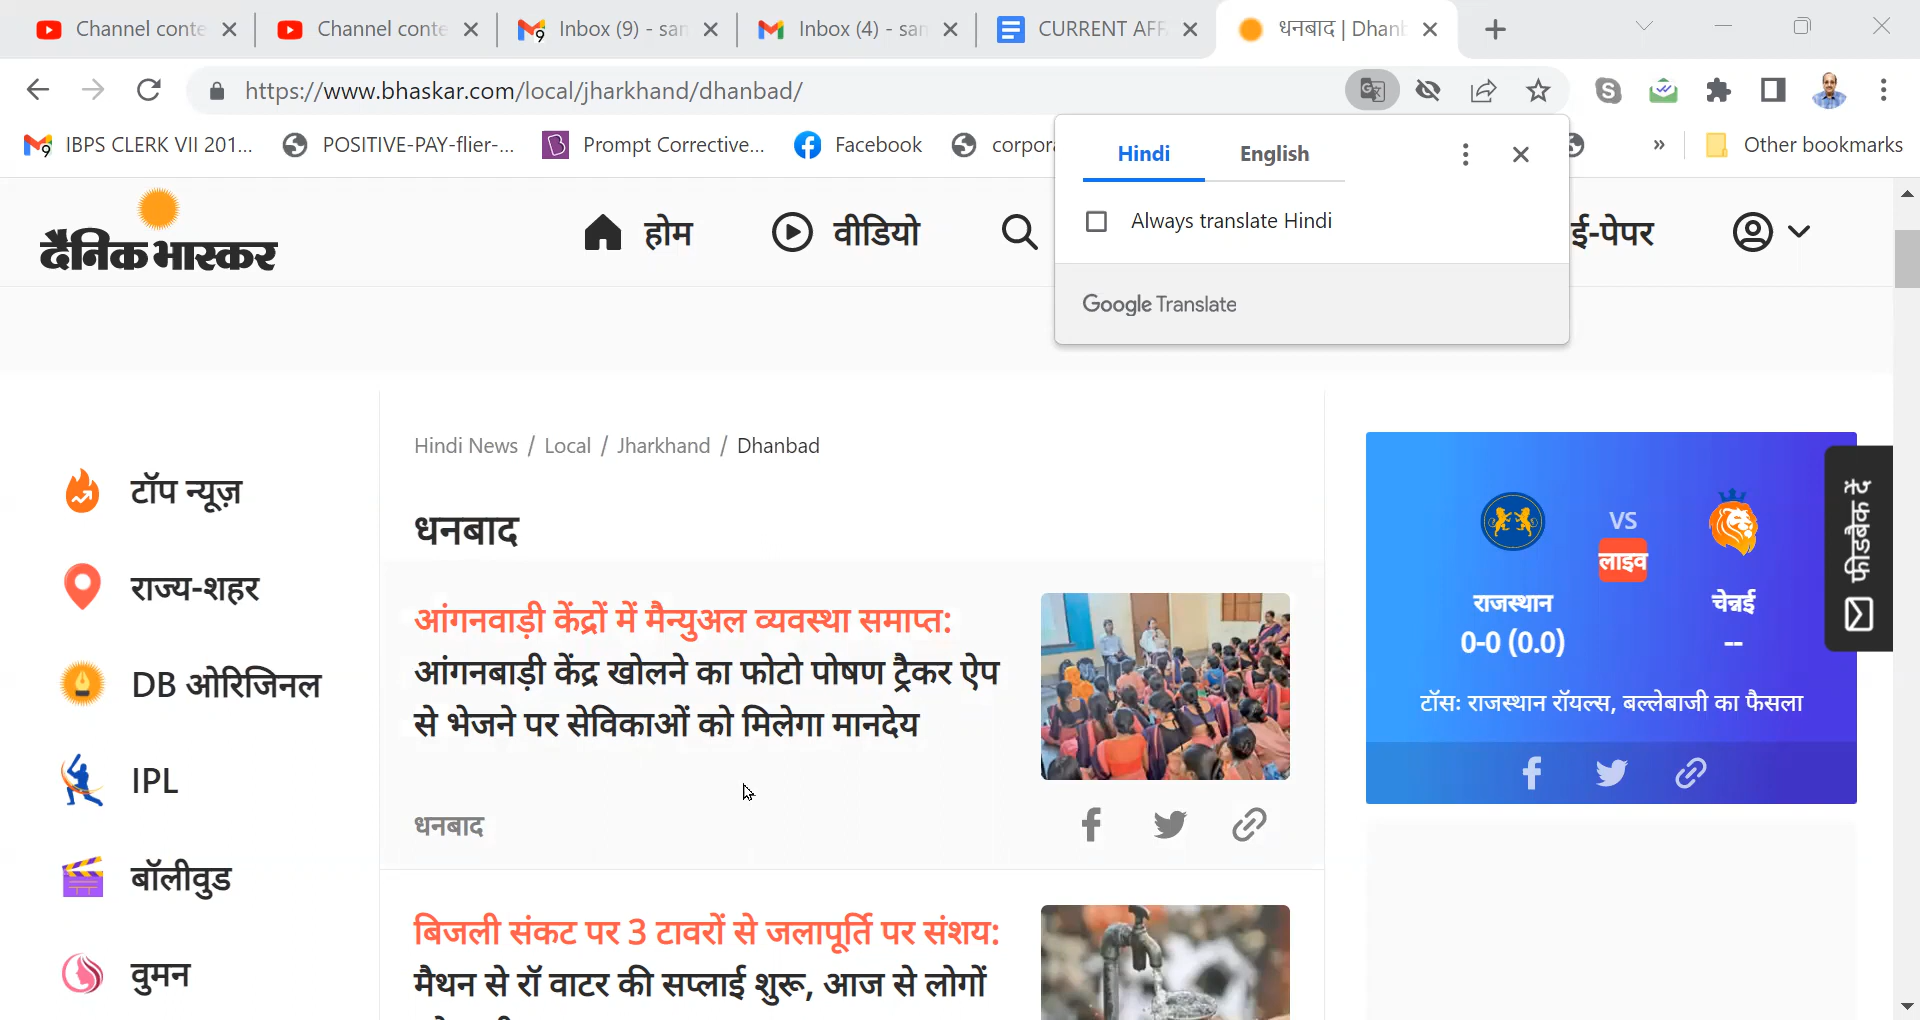 Channel conte
Channel conte
Inbox (9) - san
Inbox (4) - san
CURRENT AFF
धनबाद | Dhanb
https://www.bhaskar.com/local/jharkhand/dhanbad/
IBPS CLERK VII 201...
POSITIVE-PAY-flier-...
Prompt Corrective...
Facebook
corpora
Other bookmarks
Hindi
English
Always translate Hindi
Google Translate
दैनिक भास्कर
होम
वीडियो
ई-पेपर
Hindi News / Local / Jharkhand / Dhanbad
टॉप न्यूज़
राज्य-शहर
DB ओरिजिनल
IPL
बॉलीवुड
वुमन
धनबाद
आंगनवाड़ी केंद्रों में मैन्युअल व्यवस्था समाप्त:
आंगनबाड़ी केंद्र खोलने का फोटो पोषण ट्रैकर ऐप
से भेजने पर सेविकाओं को मिलेगा मानदेय
धनबाद
बिजली संकट पर 3 टावरों से जलापूर्ति पर संशय:
मैथन से रॉ वाटर की सप्लाई शुरू, आज से लोगों
VS
लाइव
राजस्थान
चेन्नई
0-0 (0.0)
--
टॉस: राजस्थान रॉयल्स, बल्लेबाजी का फैसला
फीडबैक दें